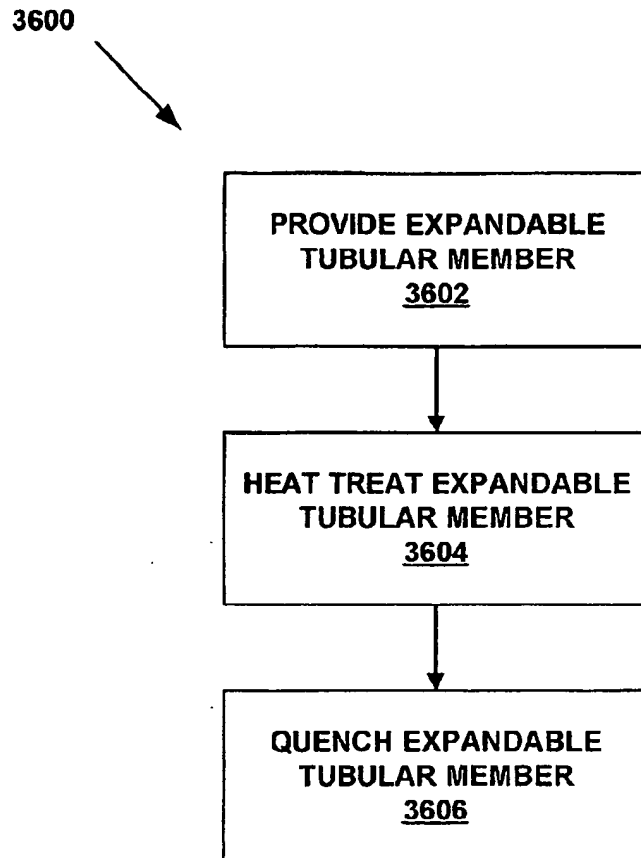 3600
PROVIDE EXPANDABLE
TUBULAR MEMBER
3602
HEAT TREAT EXPANDABLE
TUBULAR MEMBER
3604
QUENCH EXPANDABLE
TUBULAR MEMBER
3606